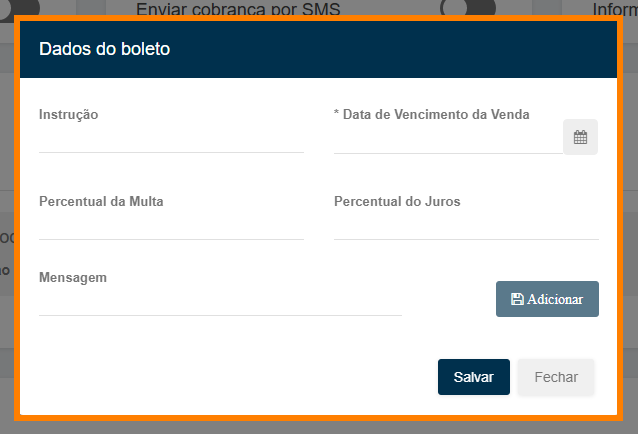 Enviar cobrança por SMS
Inform
Dados do boleto
Instrução
* Data de Vencimento da Venda
Percentual da Multa
Percentual do Juros
Mensagem
Adicionar
Salvar
Fechar